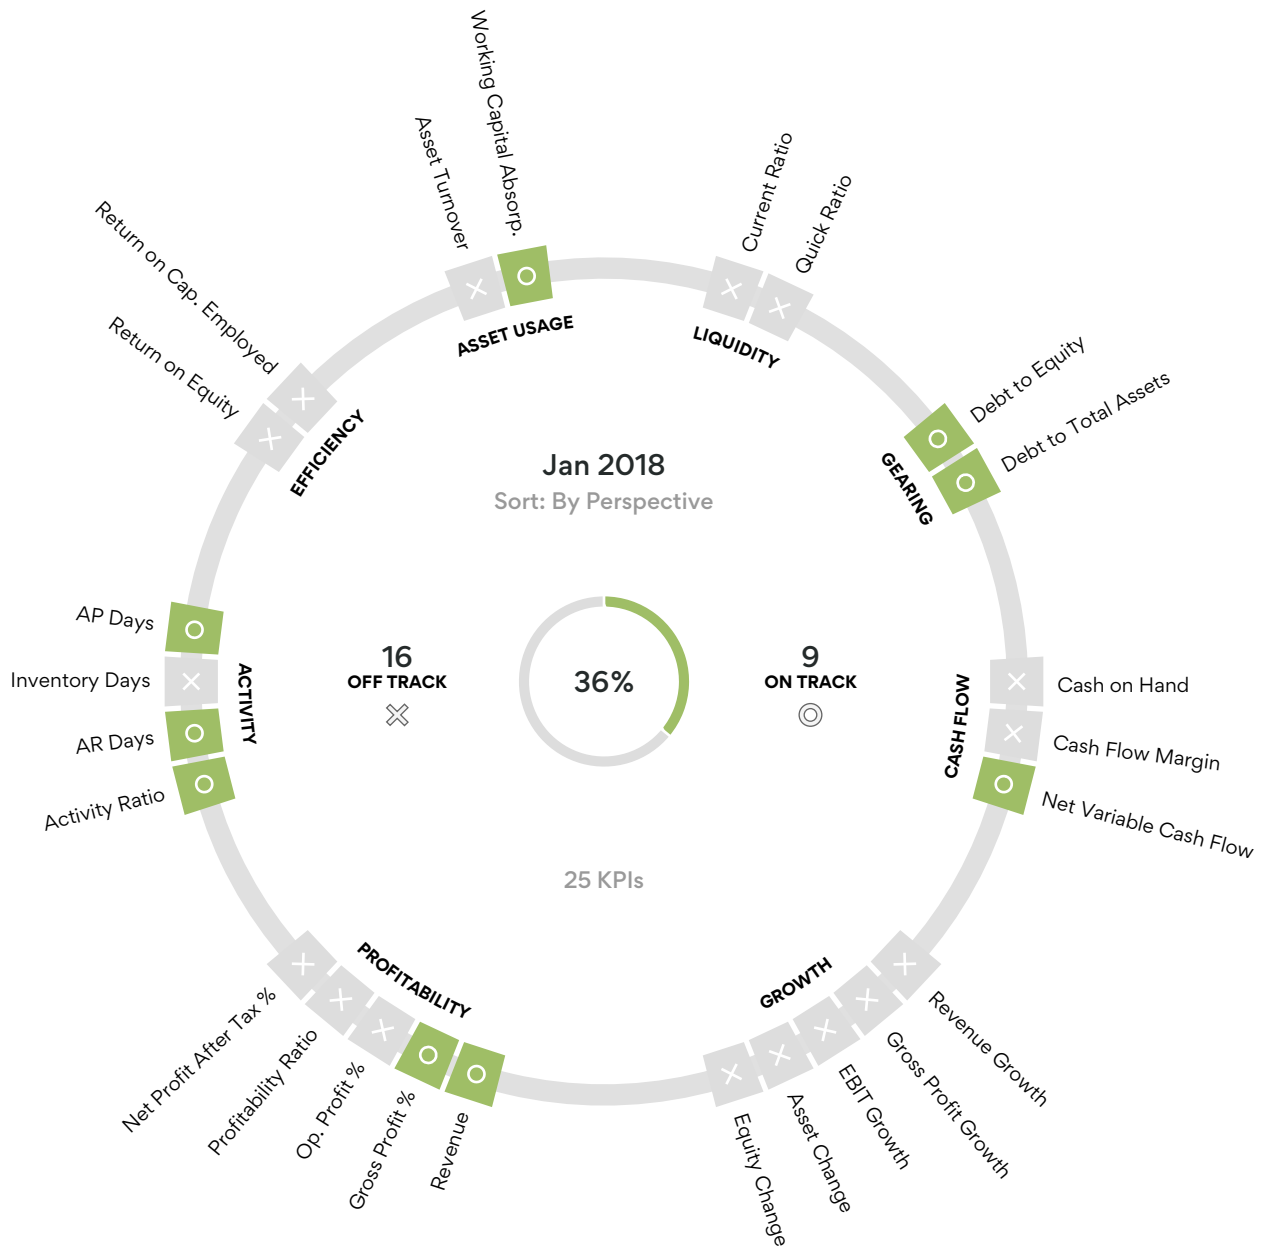 Working Capital Absorp.
Asset Turnover
Current Ratio
Quick Ratio
Return on Cap. Employed
Return on Equity
ASSET USAGE
LIQUIDITY
Debt to Equity
Debt to Total Assets
EFFICIENCY
GEARING
Jan 2018
Sort: By Perspective
AP Days
Inventory Days
AR Days
Activity Ratio
ACTIVITY
16
OFF TRACK
36%
9
ON TRACK
CASH FLOW
Cash on Hand
Cash Flow Margin
Net Variable Cash Flow
25 KPIs
PROFITABILITY
GROWTH
Net Profit After Tax %
Profitability Ratio
Op. Profit %
Gross Profit %
Revenue
Equity Change
Asset Change
EBIT Growth
Gross Profit Growth
Revenue Growth